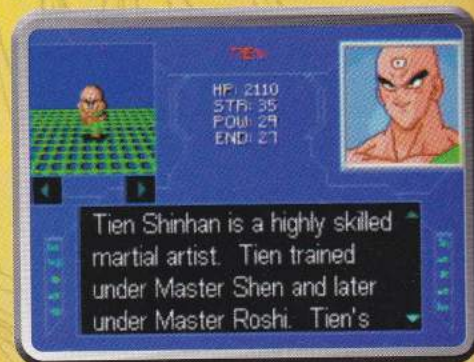 TIEN
HP: 2110
STR: 35
POW: 29
END: 27
Tien Shinhan is a highly skilled
martial artist. Tien trained
under Master Shen and later
under Master Roshi. Tien's